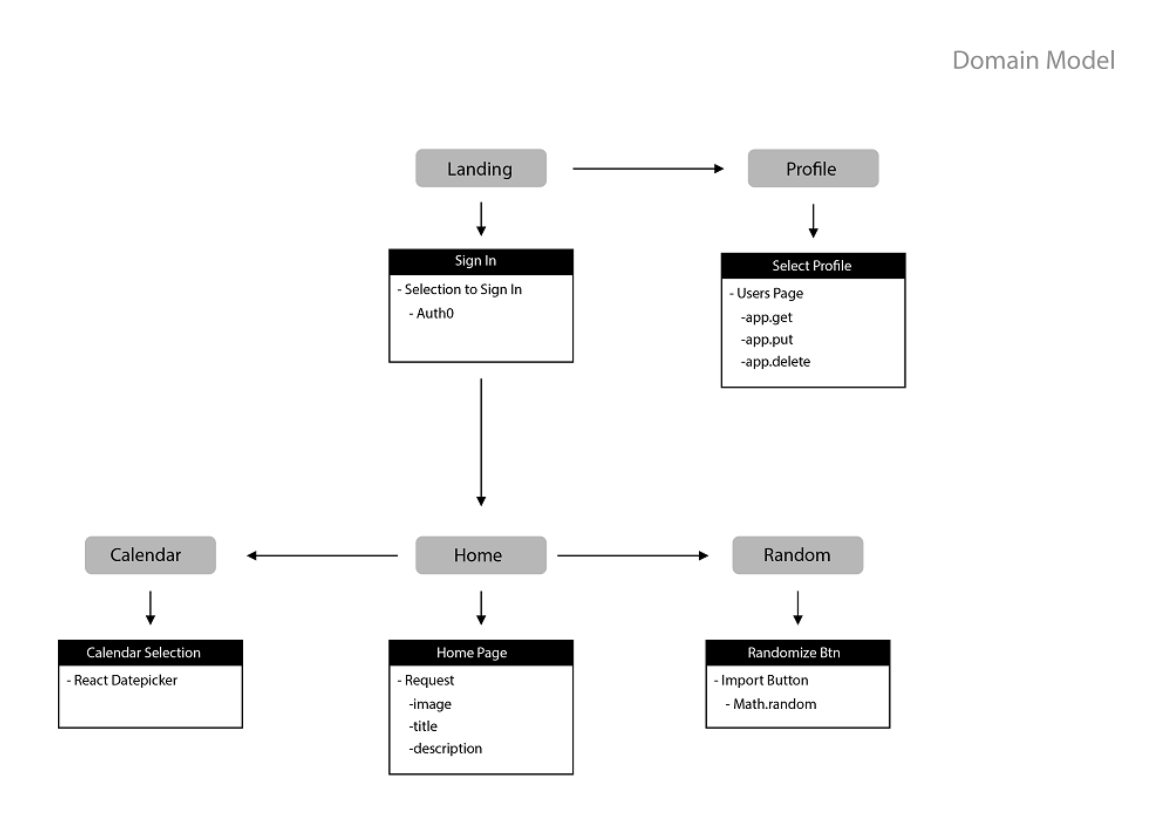 Domain Model
Landing
Profile
Sign In
- Selection to Sign In
- Auth0
Select Profile
- Users Page
-app.get
-app.put
-app.delete
Calendar
Home
Random
Calendar Selection
- React Datepicker
Home Page
- Request
-image
-title
-description
Randomize Btn
- Import Button
- Math.random